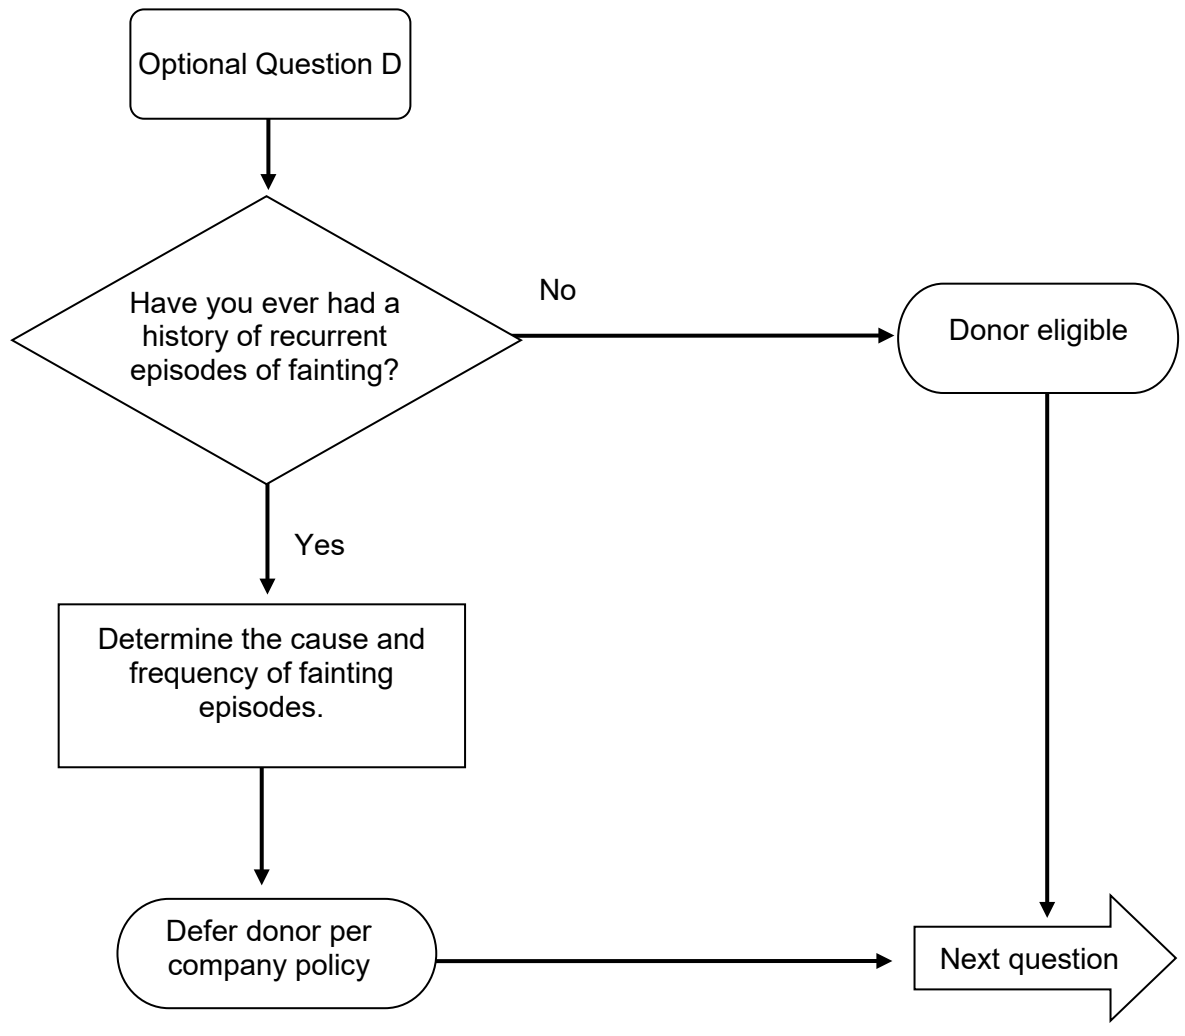 Optional Question D
Have you ever had a
history of recurrent
episodes of fainting?
No
Donor eligible
Yes
Determine the cause and
frequency of fainting
episodes.
Defer donor per
company policy
Next question